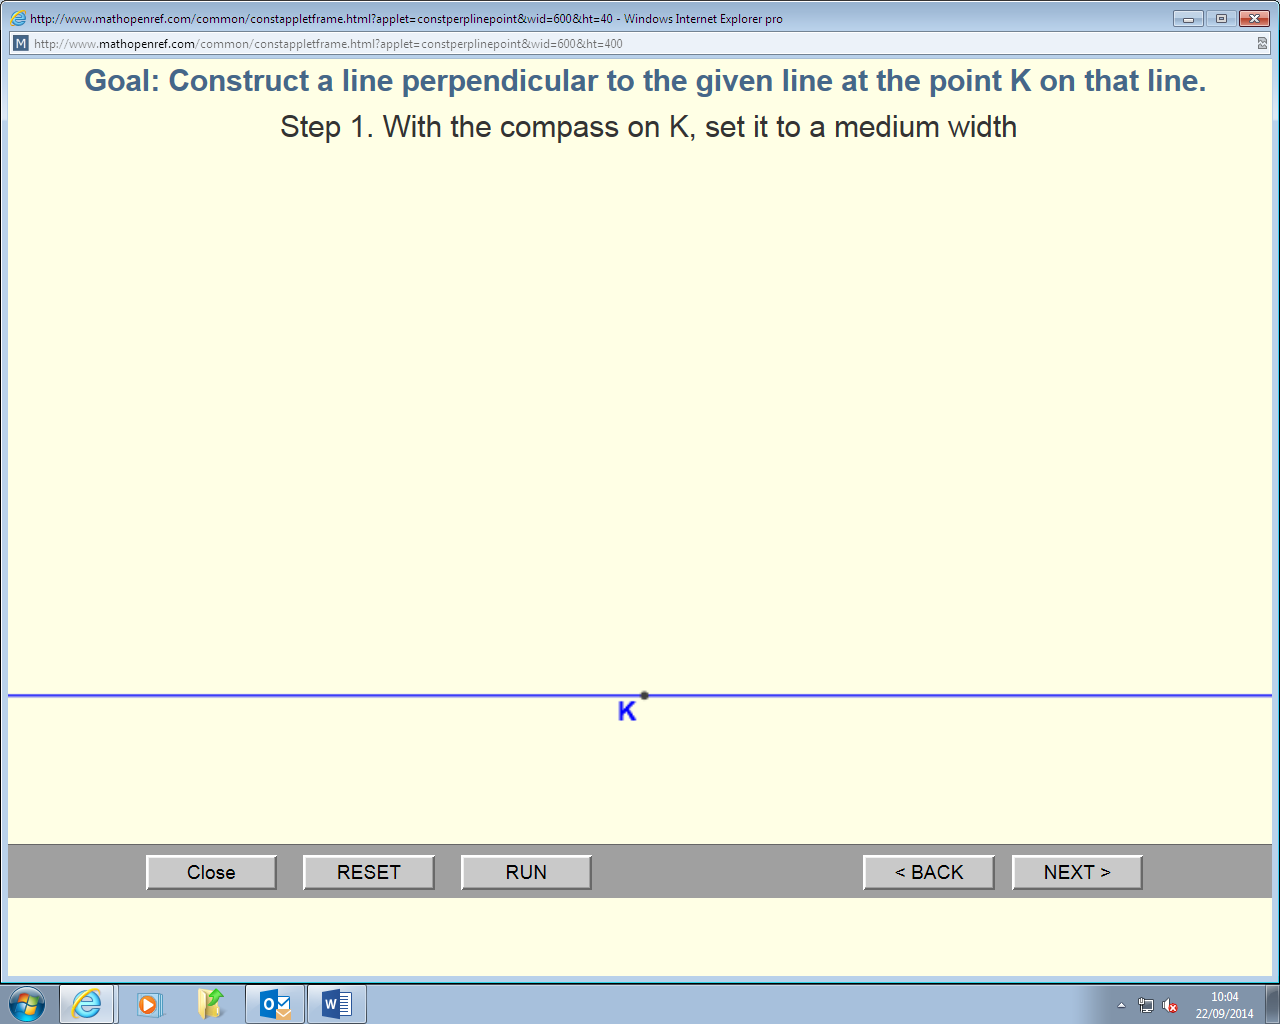 http://www.mathopenref.com/common/constappletframe.html?applet=constperplinepoint&wid=600&ht=40 - Windows Internet Explorer pro
M http://www.mathopenref.com/common/constappletframe.html?applet=constperplinepoint&wid=600&ht=400
Goal: Construct a line perpendicular to the given line at the point K on that line.
Step 1. With the compass on K, set it to a medium width
K
Close RESET RUN < BACK NEXT >
10:04
22/09/2014